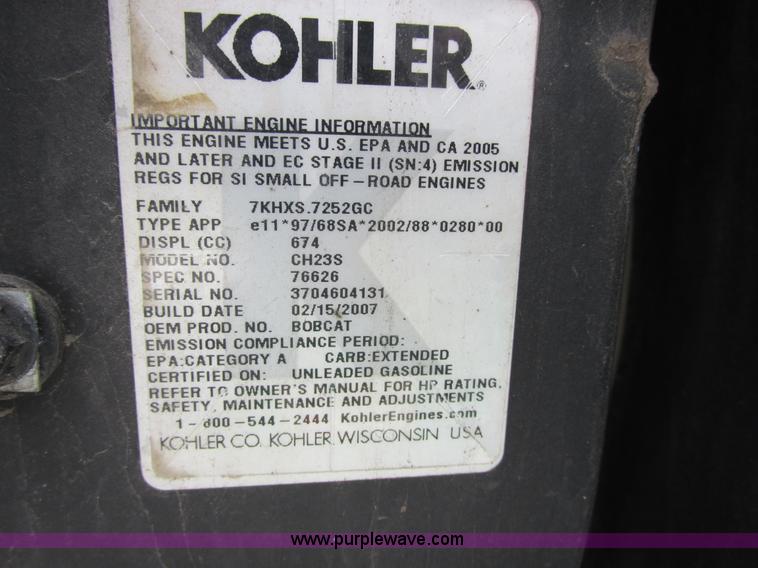 KOHLER®
IMPORTANT ENGINE INFORMATION
THIS ENGINE MEETS U.S. EPA AND CA 2005
AND LATER AND EC STAGE II (SN:4) EMISSION
REGS FOR SI SMALL OFF-ROAD ENGINES
FAMILY 7KHXS.7252GC
TYPE APP e11*97/68SA*2002/88*0280*00
DISPL (CC) 674
MODEL NO. CH23S
SPEC NO. 76626
SERIAL NO. 3704604131
BUILD DATE 02/15/2007
OEM PROD. NO. BOBCAT
EMISSION COMPLIANCE PERIOD:
EPA:CATEGORY A CARB:EXTENDED
CERTIFIED ON: UNLEADED GASOLINE
REFER TO OWNER'S MANUAL FOR HP RATING,
SAFETY, MAINTENANCE AND ADJUSTMENTS
1-800-544-2444 KohlerEngines.com
KOHLER CO. KOHLER, WISCONSIN USA
www.purplewave.com